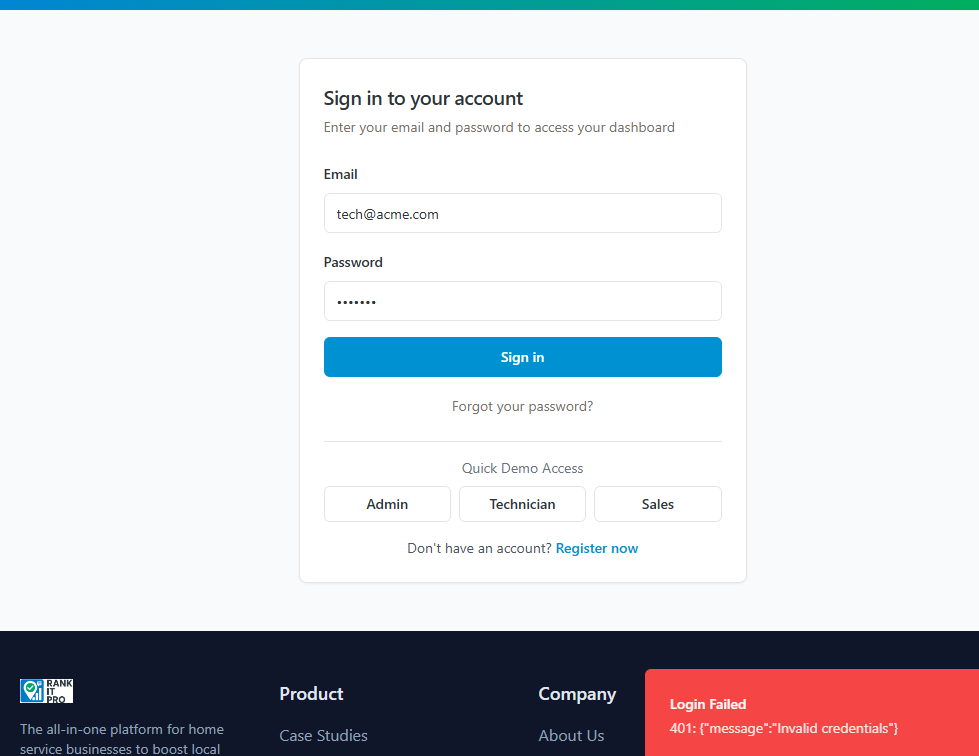 Sign in to your account
Enter your email and password to access your dashboard
Email
tech@acme.com
Password
•••••••
Sign in
Forgot your password?
Quick Demo Access
Admin
Technician
Sales
Don't have an account? Register now
RANK
IT
PRO
The all-in-one platform for home
service businesses to boost local
Product
Case Studies
Company
About Us
Login Failed
401: {"message":"Invalid credentials"}